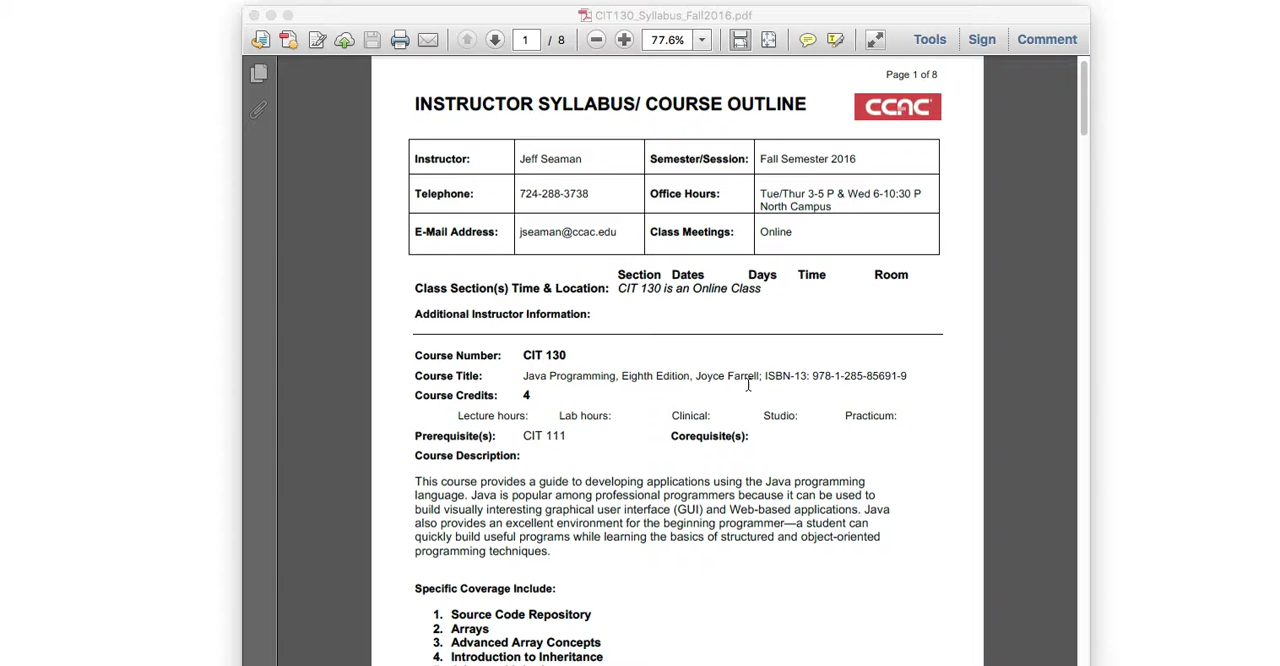 CIT130_Syllabus_Fall2016.pdf
1 / 8 77.6% Tools Sign Comment
Page 1 of 8
INSTRUCTOR SYLLABUS/ COURSE OUTLINE CCAC
Instructor: Jeff Seaman Semester/Session: Fall Semester 2016
Telephone: 724-288-3738 Office Hours: Tue/Thur 3-5 P & Wed 6-10:30 P
North Campus
E-Mail Address: jseaman@ccac.edu Class Meetings: Online
Section Dates Days Time Room
Class Section(s) Time & Location: CIT 130 is an Online Class
Additional Instructor Information:
Course Number: CIT 130
Course Title: Java Programming, Eighth Edition, Joyce Farrell; ISBN-13: 978-1-285-85691-9
Course Credits: 4
Lecture hours: Lab hours: Clinical: Studio: Practicum:
Prerequisite(s): CIT 111 Corequisite(s):
Course Description:
This course provides a guide to developing applications using the Java programming
language. Java is popular among professional programmers because it can be used to
build visually interesting graphical user interface (GUI) and Web-based applications. Java
also provides an excellent environment for the beginning programmer—a student can
quickly build useful programs while learning the basics of structured and object-oriented
programming techniques.
Specific Coverage Include:
1. Source Code Repository
2. Arrays
3. Advanced Array Concepts
4. Introduction to Inheritance